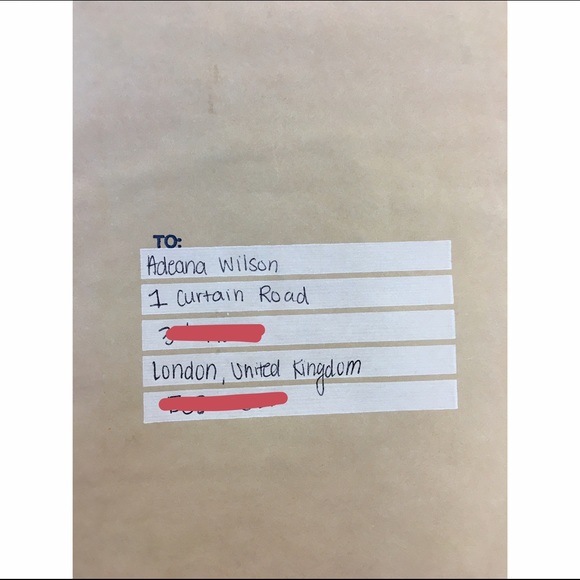 TO:
Adeana Wilson
1 Curtain Road
London, United Kingdom